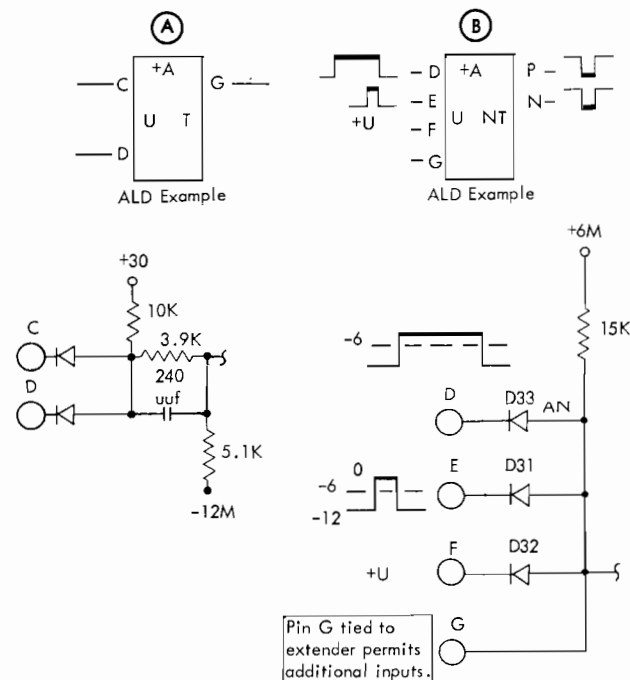 A
C
+A
G
U T
D
ALD Example
B
D
+A
P
E
N
+U
U NT
F
G
ALD Example
+30
10K
C
3.9K
D
240
uuf
5.1K
-12M
+6M
15K
-6
D
D33
AN
0
-6
-12
E
D31
+U
F
D32
G
Pin G tied to
extender permits
additional inputs.